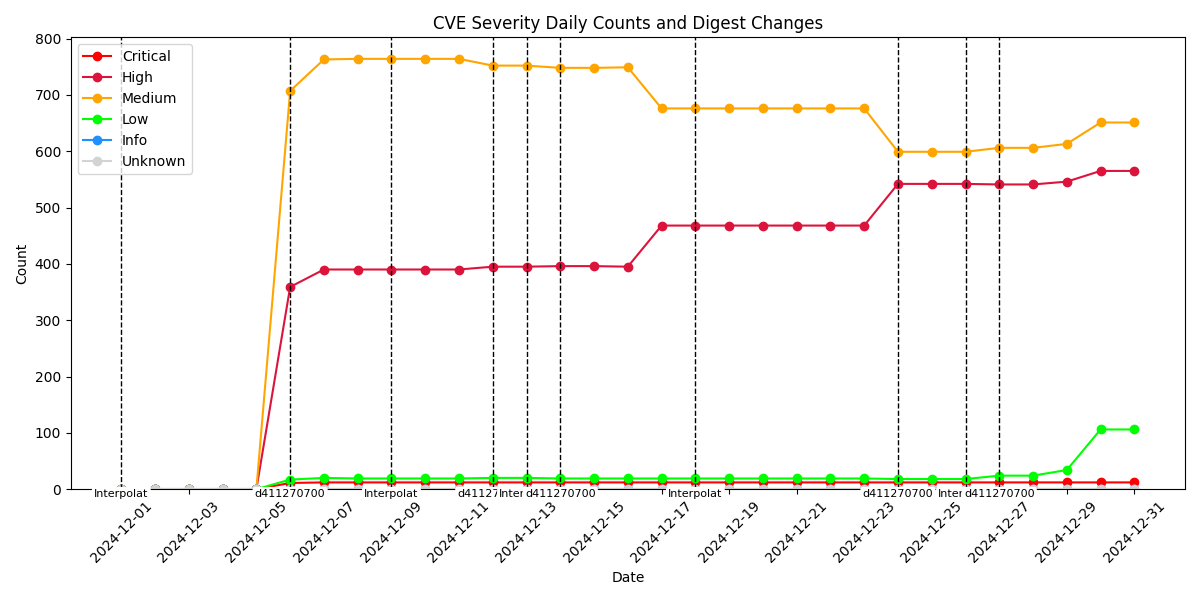 CVE Severity Daily Counts and Digest Changes
Critical
High
Medium
Low
Info
Unknown
Count
800
700
600
500
400
300
200
100
0
Interpolat
d411270700
Interpolat
d41127
Inter
d411270700
Interpolat
d411270700
Inter
d411270700
2024-12-01
2024-12-03
2024-12-05
2024-12-07
2024-12-09
2024-12-11
2024-12-13
2024-12-15
2024-12-17
2024-12-19
2024-12-21
2024-12-23
2024-12-25
2024-12-27
2024-12-29
2024-12-31
Date